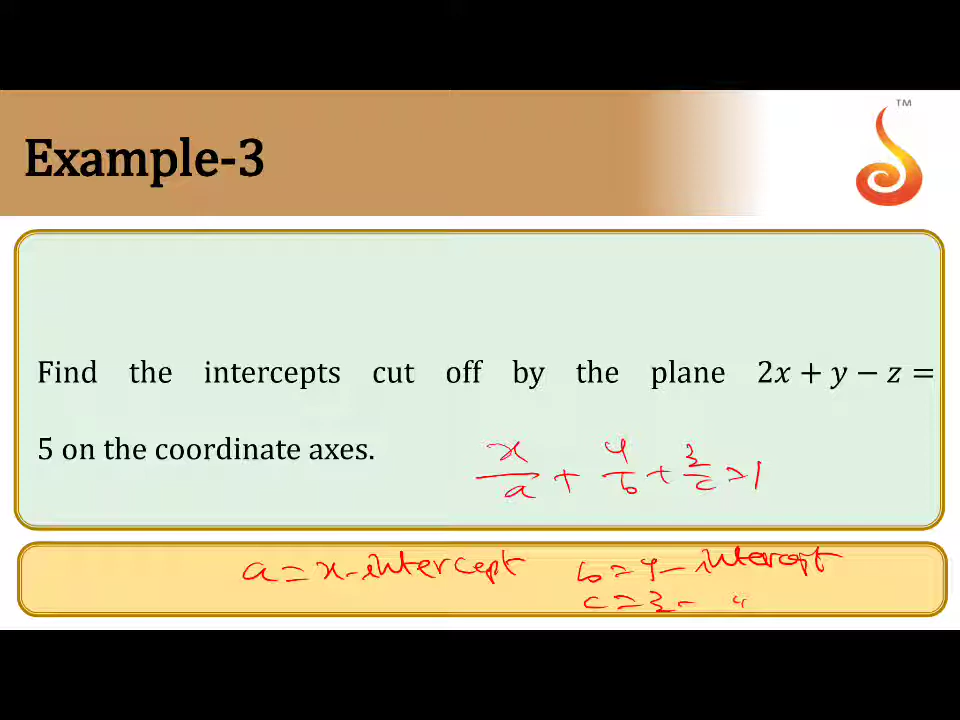 TM
Example-3
Find the intercepts cut off by the plane 2x + y − z =
5 on the coordinate axes.
x/a + y/b + z/c = 1
a = x-intercept b = y-intercept
c = z- "